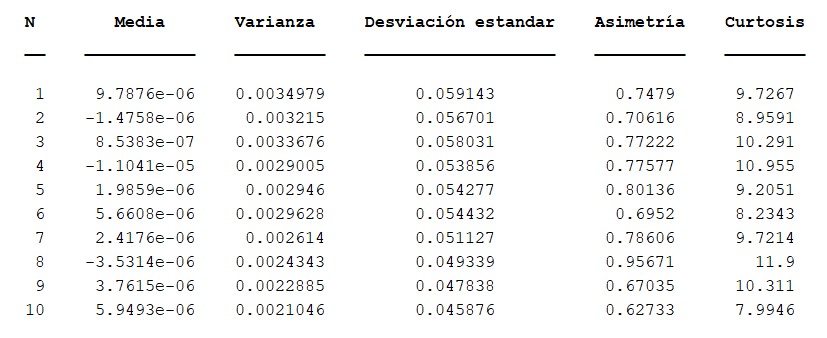 N Media Varianza Desviación estandar Asimetría Curtosis
1 9.7876e-06 0.0034979 0.059143 0.7479 9.7267
2 -1.4758e-06 0.003215 0.056701 0.70616 8.9591
3 8.5383e-07 0.0033676 0.058031 0.77222 10.291
4 -1.1041e-05 0.0029005 0.053856 0.77577 10.955
5 1.9859e-06 0.002946 0.054277 0.80136 9.2051
6 5.6608e-06 0.0029628 0.054432 0.6952 8.2343
7 2.4176e-06 0.002614 0.051127 0.78606 9.7214
8 -3.5314e-06 0.0024343 0.049339 0.95671 11.9
9 3.7615e-06 0.0022885 0.047838 0.67035 10.311
10 5.9493e-06 0.0021046 0.045876 0.62733 7.9946